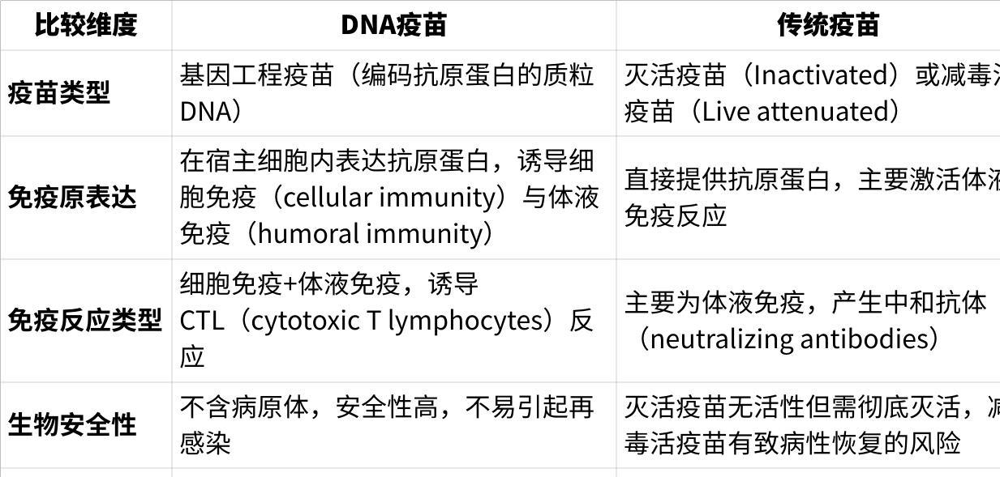 比较维度
DNA疫苗
传统疫苗
疫苗类型
基因工程疫苗（编码抗原蛋白的质粒
DNA）
灭活疫苗（Inactivated）或减毒
疫苗（Live attenuated）
免疫原表达
在宿主细胞内表达抗原蛋白，诱导细
胞免疫（cellular immunity）与体液
免疫（humoral immunity）
直接提供抗原蛋白，主要激活体
免疫反应
免疫反应类型
细胞免疫+体液免疫，诱导
CTL（cytotoxic T lymphocytes）反
应
主要为体液免疫，产生中和抗体
（neutralizing antibodies）
生物安全性
不含病原体，安全性高，不易引起再
感染
灭活疫苗无活性但需彻底灭活，
毒活疫苗有致病性恢复的风险